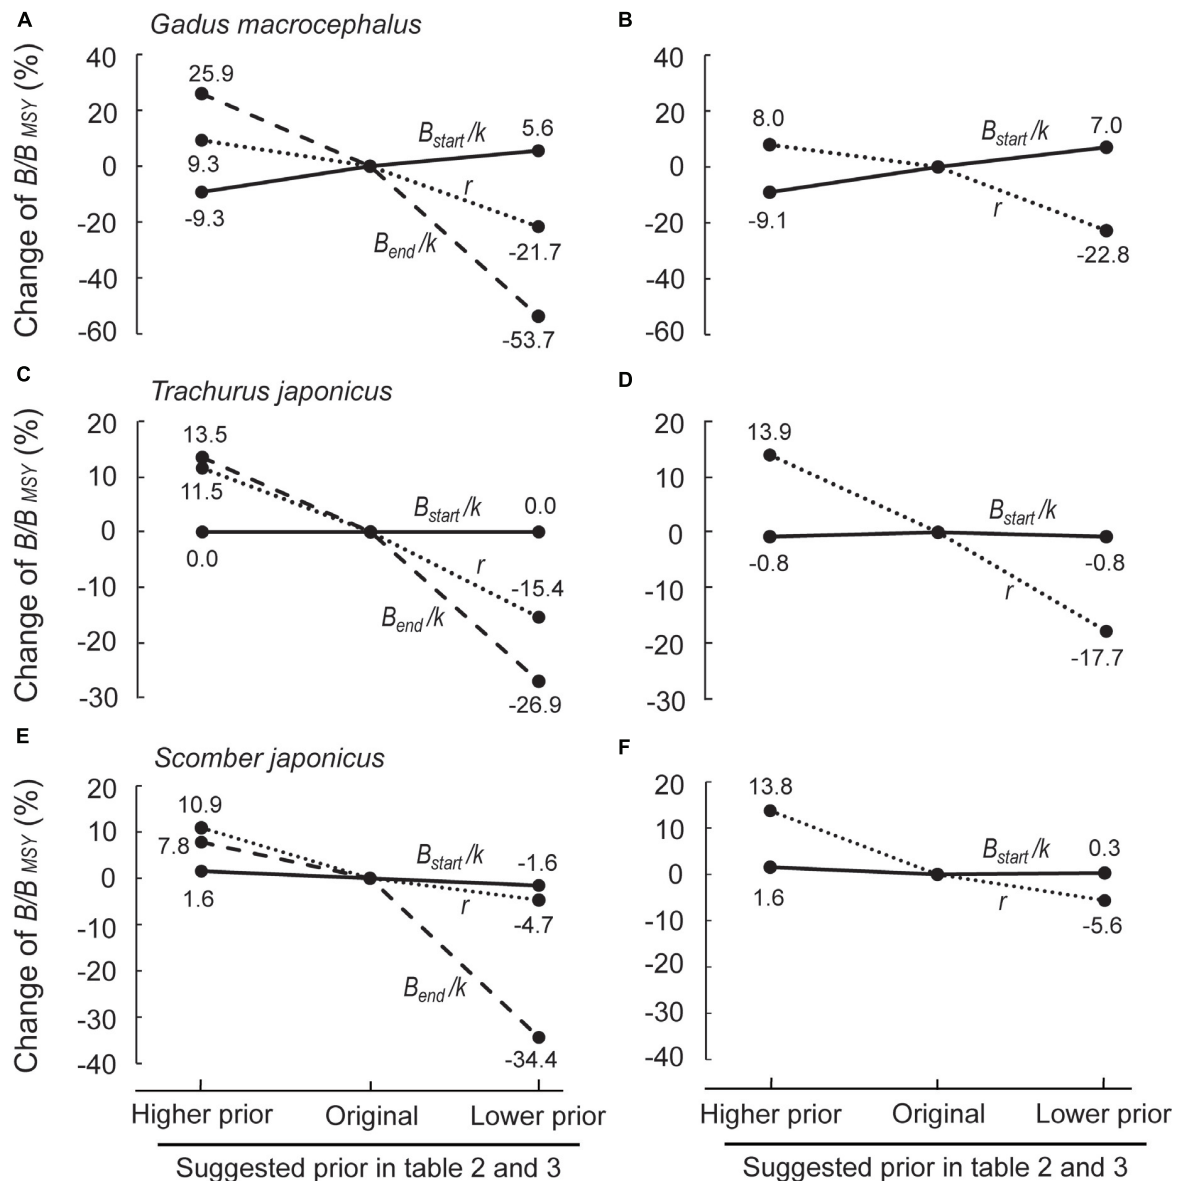 A
Gadus macrocephalus
Change of B/B MSY (%)
40
20
0
-20
-40
-60
25.9
9.3
-9.3
Bstart/k
5.6
r
-21.7
Bend/k
-53.7
B
40
20
0
-20
-40
-60
8.0
-9.1
Bstart/k
7.0
r
-22.8
C
Trachurus japonicus
Change of B/B MSY (%)
20
10
0
-10
-20
-30
13.5
11.5
0.0
Bstart/k
0.0
r
-15.4
Bend/k
-26.9
D
20
10
0
-10
-20
-30
13.9
-0.8
Bstart/k
-0.8
r
-17.7
E
Scomber japonicus
Change of B/B MSY (%)
20
10
0
-10
-20
-30
-40
10.9
7.8
1.6
Bstart/k
-1.6
r
-4.7
Bend/k
-34.4
F
20
10
0
-10
-20
-30
-40
13.8
1.6
Bstart/k
0.3
r
-5.6
Higher prior Original Lower prior
Suggested prior in table 2 and 3
Higher prior Original Lower prior
Suggested prior in table 2 and 3